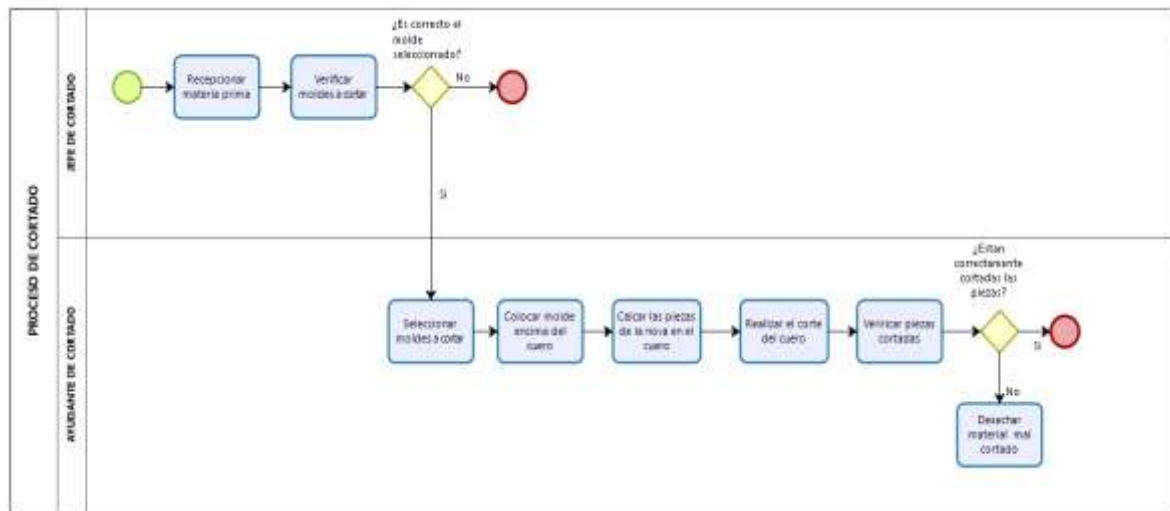 PROCESO DE CORTADO
JEFE DE CORTADO
Recepcionar
materia prima
Verificar
moldes a cortar
¿Es correcto el
molde
seleccionado?
No
Si
AYUDANTE DE CORTADO
Seleccionar
moldes a cortar
Colocar molde
encima del
cuero
Calcar las piezas
de la nova en el
cuero
Realizar el corte
del cuero
Verificar piezas
cortadas
¿Estan
correctamente
cortadas las
piezas?
Si
No
Desechar
material mal
cortado